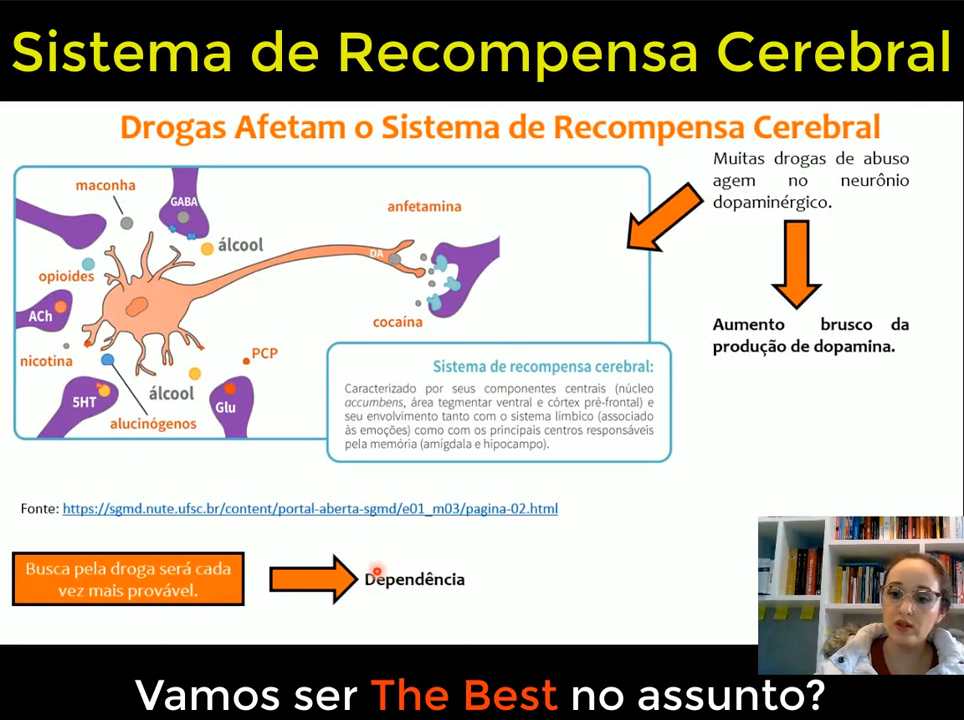 Sistema de Recompensa Cerebral
Drogas Afetam o Sistema de Recompensa Cerebral
Muitas drogas de abuso
agem no neurônio
dopaminérgico.
maconha
GABA
anfetamina
álcool
DA
opioides
ACh
cocaína
Aumento brusco da
produção de dopamina.
nicotina
PCP
álcool
5HT
Glu
alucinógenos
Sistema de recompensa cerebral:
Caracterizado por seus componentes centrais (núcleo
accumbens, área tegmentar ventral e córtex pré-frontal) e
seu envolvimento tanto com o sistema límbico (associado
às emoções) como com os principais centros responsáveis
pela memória (amigdala e hipocampo).
Fonte: https://sgmd.nute.ufsc.br/content/portal-aberta-sgmd/e01_m03/pagina-02.html
Busca pela droga será cada
vez mais provável.
Dependência
Vamos ser The Best no assunto?